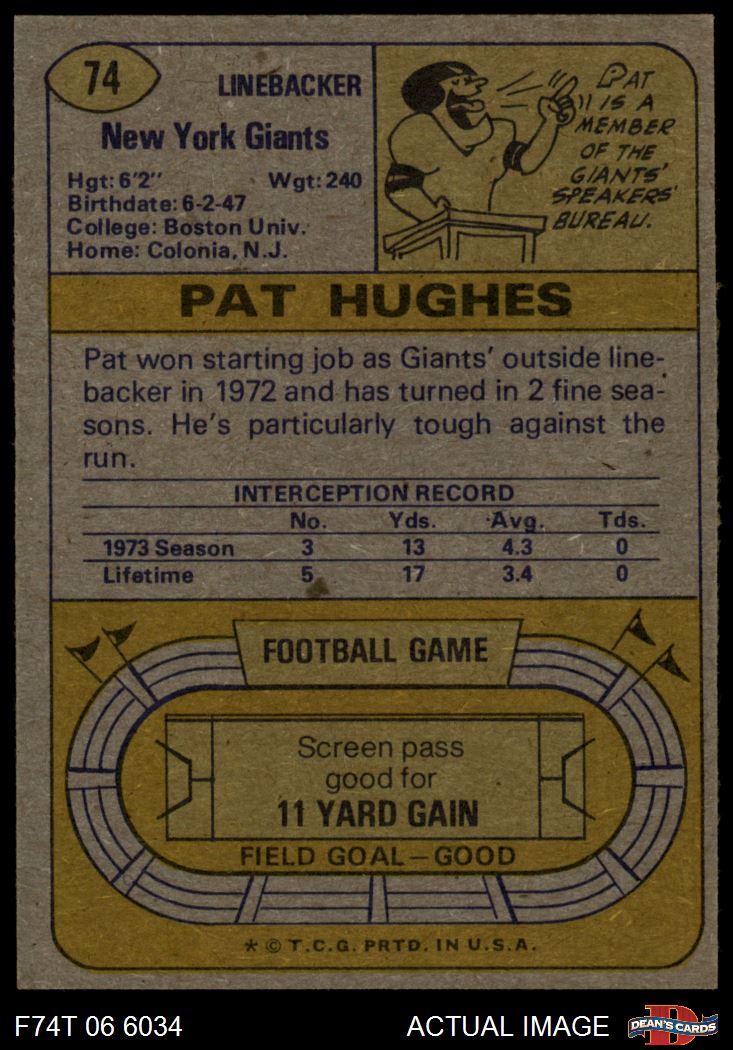 74
LINEBACKER
New York Giants
Hgt: 6'2" Wgt: 240
Birthdate: 6-2-47
College: Boston Univ.
Home: Colonia, N.J.
PAT
IS A
MEMBER
OF THE
GIANTS'
SPEAKERS'
BUREAU.
PAT HUGHES
Pat won starting job as Giants' outside line-
backer in 1972 and has turned in 2 fine sea-
sons. He's particularly tough against the
run.
INTERCEPTION RECORD
No. Yds. Avg. Tds.
1973 Season 3 13 4.3 0
Lifetime 5 17 3.4 0
FOOTBALL GAME
Screen pass
good for
11 YARD GAIN
FIELD GOAL—GOOD
* © T.C.G. PRTD. IN U.S.A.
F74T 06 6034 ACTUAL IMAGE DEAN'S CARDS